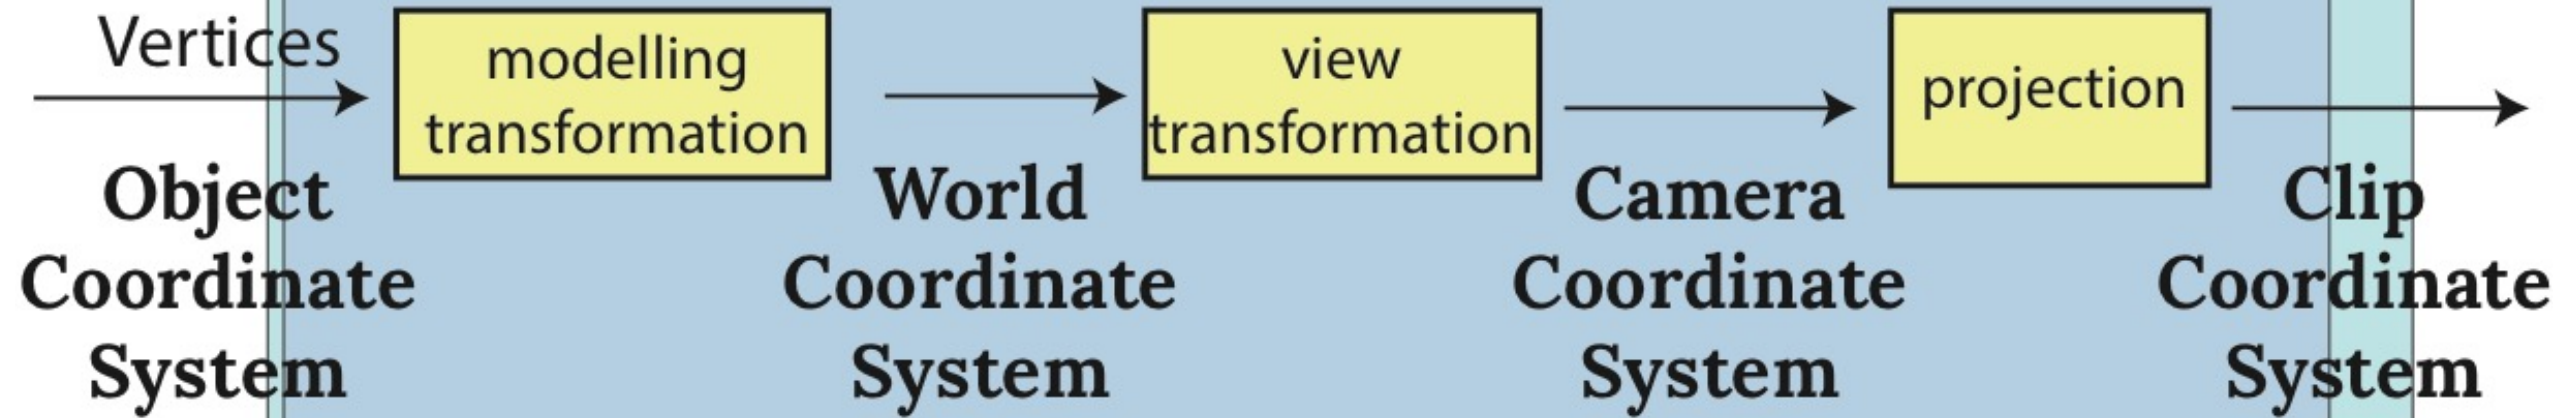 Vertices
modelling
transformation
view
transformation
projection
Object
Coordinate
System
World
Coordinate
System
Camera
Coordinate
System
Clip
Coordinate
System